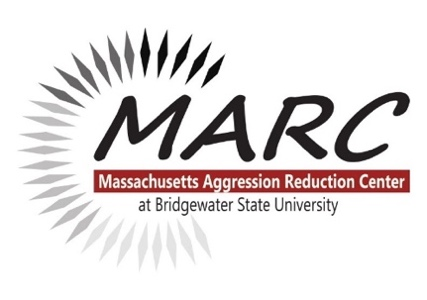 MARC
Massachusetts Aggression Reduction Center
at Bridgewater State University